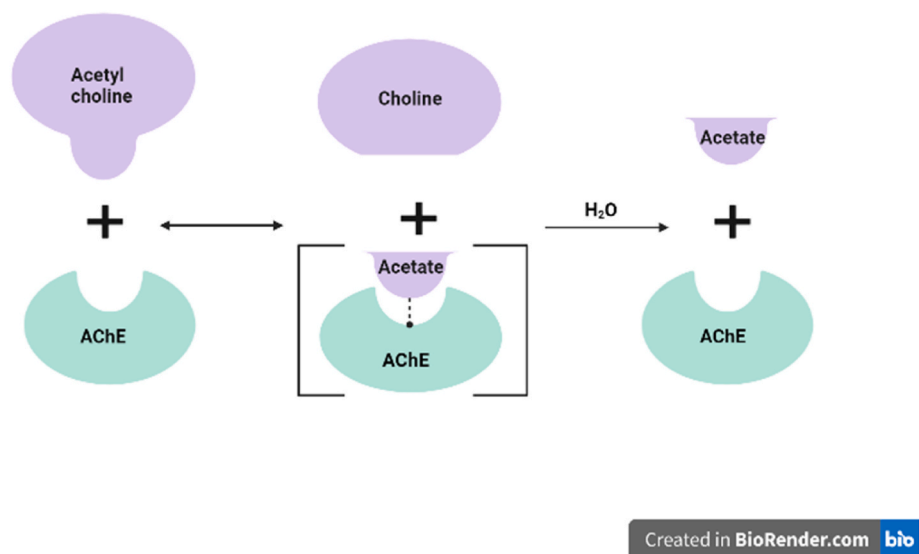 Acetyl
choline
Choline
Acetate
+
+
H₂O
+
Acetate
AChE
AChE
AChE
Created in BioRender.com bio